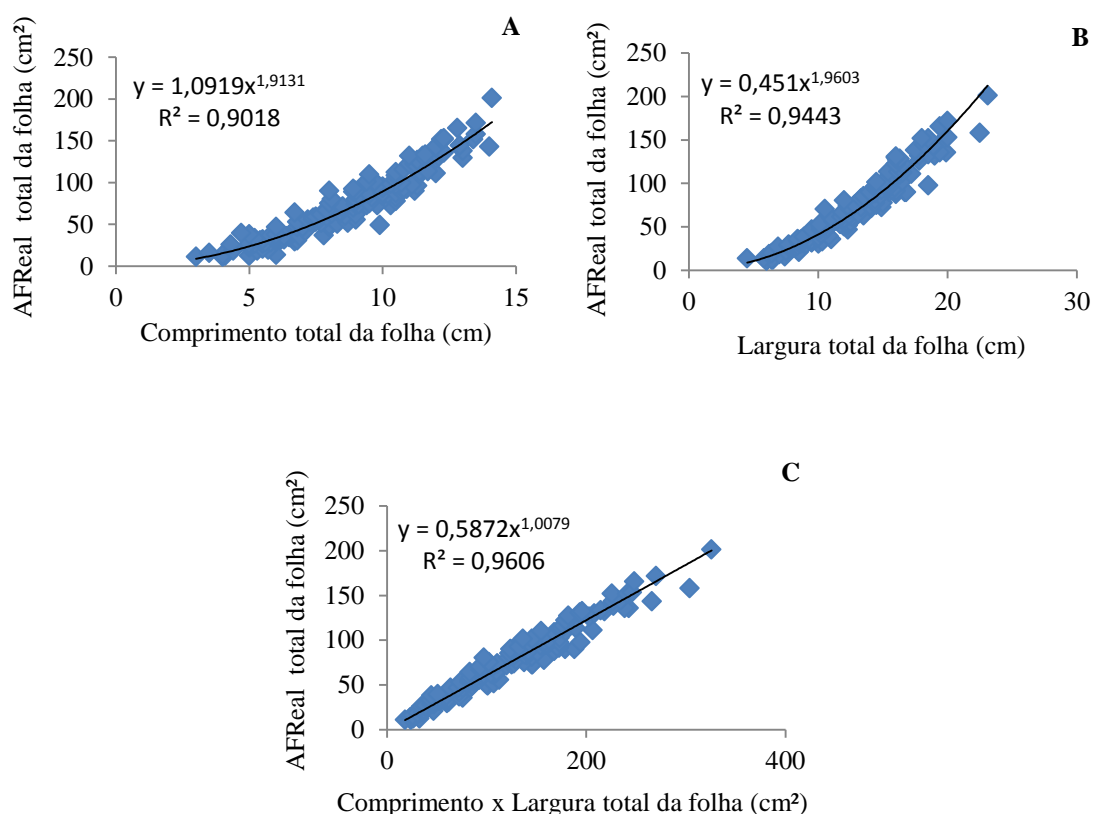 A
AFReal total da folha (cm²)
250
200
150
100
50
0
y = 1,0919x^1,9131
R² = 0,9018
0 5 10 15
Comprimento total da folha (cm)
B
AFReal total da folha (cm²)
250
200
150
100
50
0
y = 0,451x^1,9603
R² = 0,9443
0 10 20 30
Largura total da folha (cm)
C
AFReal total da folha (cm²)
250
200
150
100
50
0
y = 0,5872x^1,0079
R² = 0,9606
0 200 400
Comprimento x Largura total da folha (cm²)